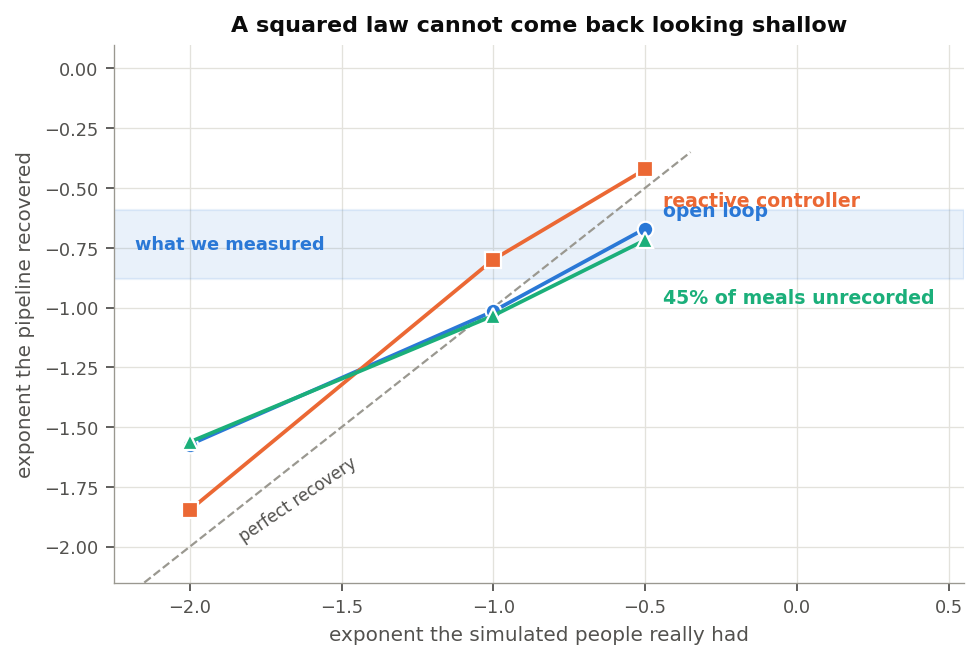 A squared law cannot come back looking shallow
exponent the pipeline recovered
0.00
−0.25
−0.50
−0.75
−1.00
−1.25
−1.50
−1.75
−2.00
what we measured
reactive controller
open loop
45% of meals unrecorded
perfect recovery
−2.0
−1.5
−1.0
−0.5
0.0
0.5
exponent the simulated people really had